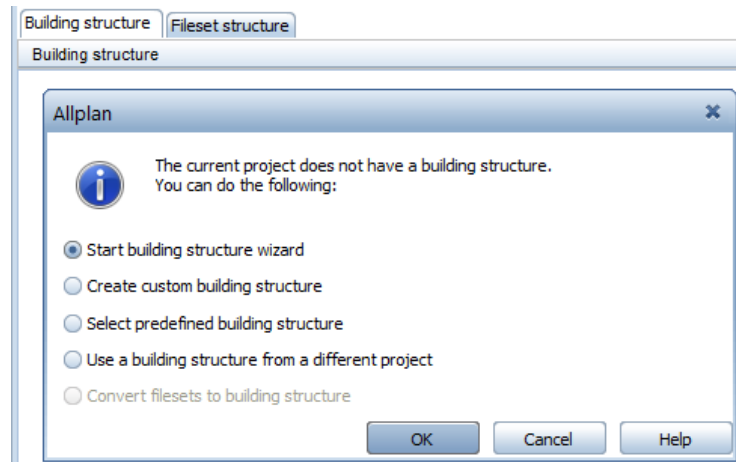 Building structure Fileset structure
Building structure
Allplan
The current project does not have a building structure.
You can do the following:
Start building structure wizard
Create custom building structure
Select predefined building structure
Use a building structure from a different project
Convert filesets to building structure
OK Cancel Help